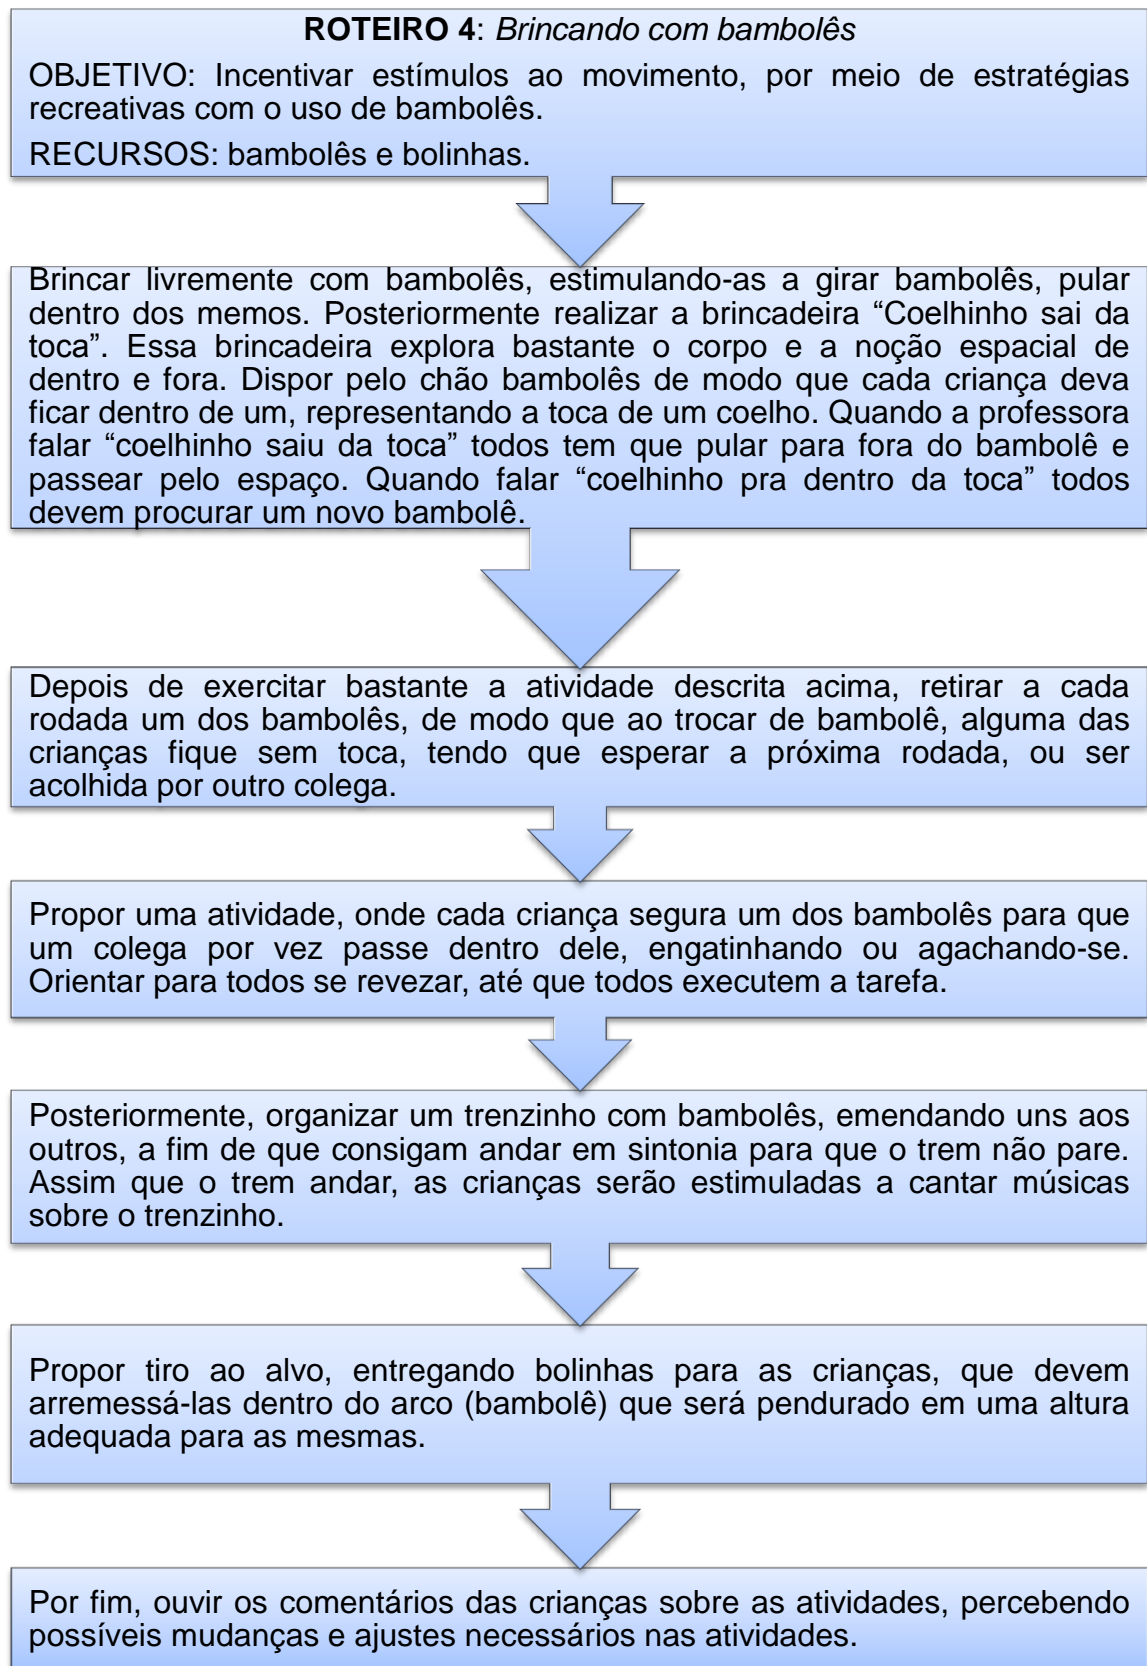 ROTEIRO 4: Brincando com bambolês
OBJETIVO: Incentivar estímulos ao movimento, por meio de estratégias
recreativas com o uso de bambolês.
RECURSOS: bambolês e bolinhas.
Brincar livremente com bambolês, estimulando-as a girar bambolês, pular
dentro dos memos. Posteriormente realizar a brincadeira “Coelhinho sai da
toca”. Essa brincadeira explora bastante o corpo e a noção espacial de
dentro e fora. Dispor pelo chão bambolês de modo que cada criança deva
ficar dentro de um, representando a toca de um coelho. Quando a professora
falar “coelhinho saiu da toca” todos tem que pular para fora do bambolê e
passear pelo espaço. Quando falar “coelhinho pra dentro da toca” todos
devem procurar um novo bambolê.
Depois de exercitar bastante a atividade descrita acima, retirar a cada
rodada um dos bambolês, de modo que ao trocar de bambolê, alguma das
crianças fique sem toca, tendo que esperar a próxima rodada, ou ser
acolhida por outro colega.
Propor uma atividade, onde cada criança segura um dos bambolês para que
um colega por vez passe dentro dele, engatinhando ou agachando-se.
Orientar para todos se revezar, até que todos executem a tarefa.
Posteriormente, organizar um trenzinho com bambolês, emendando uns aos
outros, a fim de que consigam andar em sintonia para que o trem não pare.
Assim que o trem andar, as crianças serão estimuladas a cantar músicas
sobre o trenzinho.
Propor tiro ao alvo, entregando bolinhas para as crianças, que devem
arremessá-las dentro do arco (bambolê) que será pendurado em uma altura
adequada para as mesmas.
Por fim, ouvir os comentários das crianças sobre as atividades, percebendo
possíveis mudanças e ajustes necessários nas atividades.